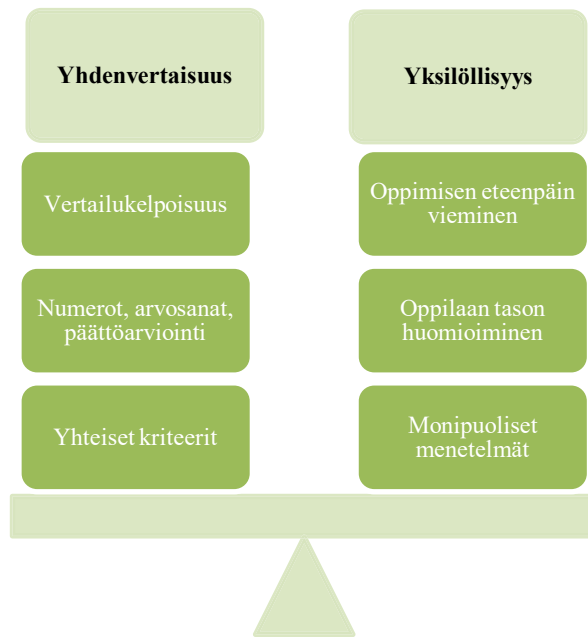 Yhdenvertaisuus
Vertailukelpoisuus
Numerot, arvosanat,
päättöarviointi
Yhteiset kriteerit
Yksilöllisyys
Oppimisen eteenpäin
vieminen
Oppilaan tason
huomioiminen
Monipuoliset
menetelmät